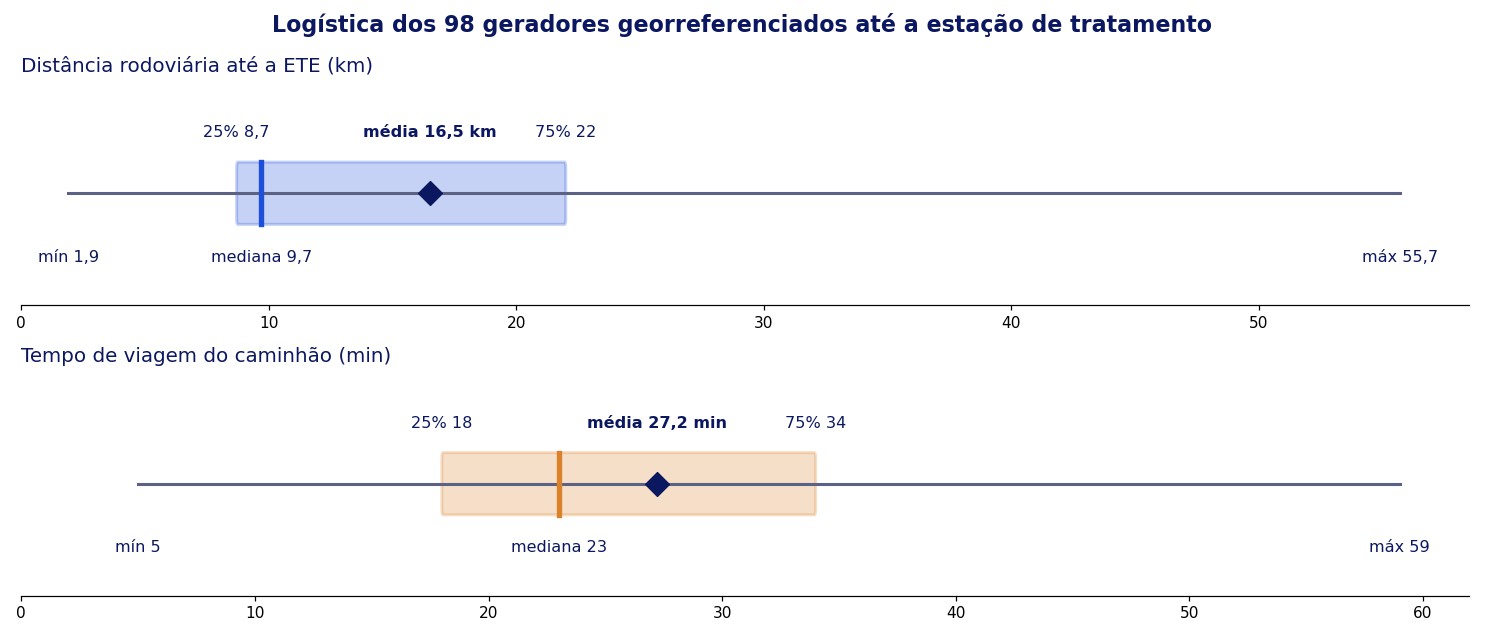 Logística dos 98 geradores georreferenciados até a estação de tratamento
Distância rodoviária até a ETE (km)
25% 8,7 média 16,5 km 75% 22
mín 1,9 mediana 9,7 máx 55,7
0 10 20 30 40 50
Tempo de viagem do caminhão (min)
25% 18 média 27,2 min 75% 34
mín 5 mediana 23 máx 59
0 10 20 30 40 50 60